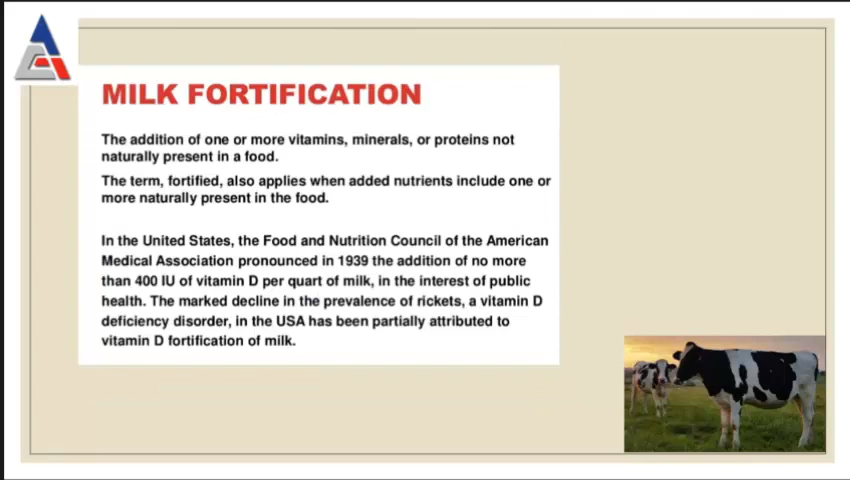 MILK FORTIFICATION
The addition of one or more vitamins, minerals, or proteins not
naturally present in a food.
The term, fortified, also applies when added nutrients include one or
more naturally present in the food.
In the United States, the Food and Nutrition Council of the American
Medical Association pronounced in 1939 the addition of no more
than 400 IU of vitamin D per quart of milk, in the interest of public
health. The marked decline in the prevalence of rickets, a vitamin D
deficiency disorder, in the USA has been partially attributed to
vitamin D fortification of milk.